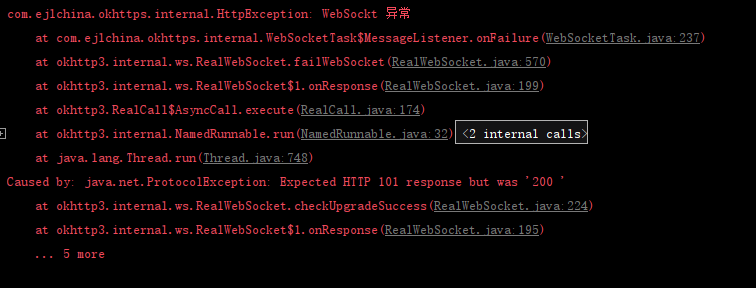 com.ejlchina.okhttps.internal.HttpException: WebSockt 异常
at com.ejlchina.okhttps.internal.WebSocketTask$MessageListener.onFailure(WebSocketTask.java:237)
at okhttp3.internal.ws.RealWebSocket.failWebSocket(RealWebSocket.java:570)
at okhttp3.internal.ws.RealWebSocket$1.onResponse(RealWebSocket.java:199)
at okhttp3.RealCall$AsyncCall.execute(RealCall.java:174)
at okhttp3.internal.NamedRunnable.run(NamedRunnable.java:32) <2 internal calls>
at java.lang.Thread.run(Thread.java:748)
Caused by: java.net.ProtocolException: Expected HTTP 101 response but was '200 '
at okhttp3.internal.ws.RealWebSocket.checkUpgradeSuccess(RealWebSocket.java:224)
at okhttp3.internal.ws.RealWebSocket$1.onResponse(RealWebSocket.java:195)
... 5 more